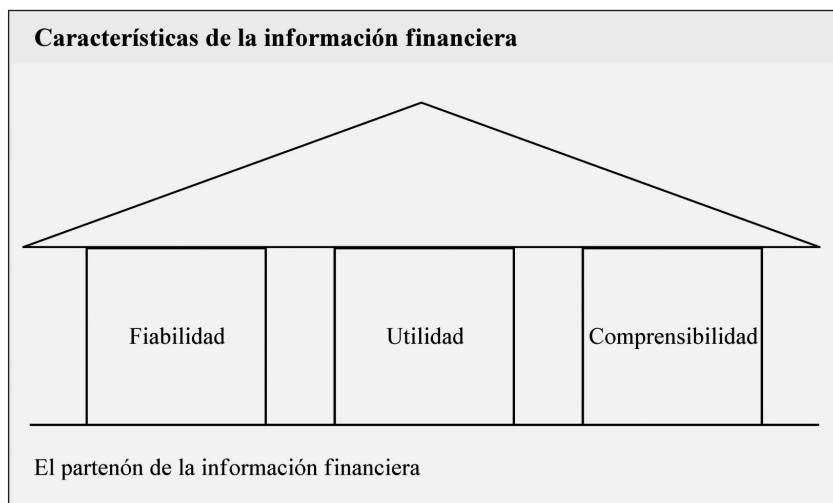 Características de la información financiera
Fiabilidad
Utilidad
Comprensibilidad
El partenón de la información financiera